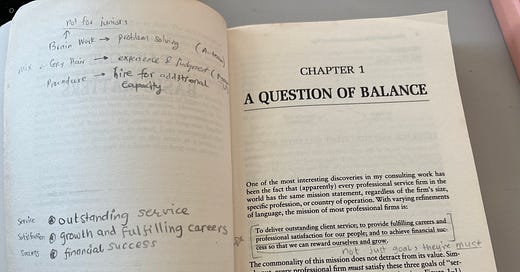 not for juniors
Brain Work → problem solving
Mix Grey Hair → experience & judgement
Procedure → hire for additional
capacity
Service ① outstanding service
Satisfaction ② growth and fulfilling careers
Success ③ financial success
CHAPTER 1
A QUESTION OF BALANCE
One of the most interesting discoveries in my consulting work has
been the fact that (apparently) every professional service firm in the
world has the same mission statement, regardless of the firm's size,
specific profession, or country of operation. With varying refinements
of language, the mission of most professional firms is:
To deliver outstanding client service; to provide fulfilling careers and
professional satisfaction for our people; and to achieve financial suc-
cess so that we can reward ourselves and grow.
not just goal, they're must
The commonality of this mission does not detract from its value. Sim-
every professional firm must satisfy these three goals of "ser-